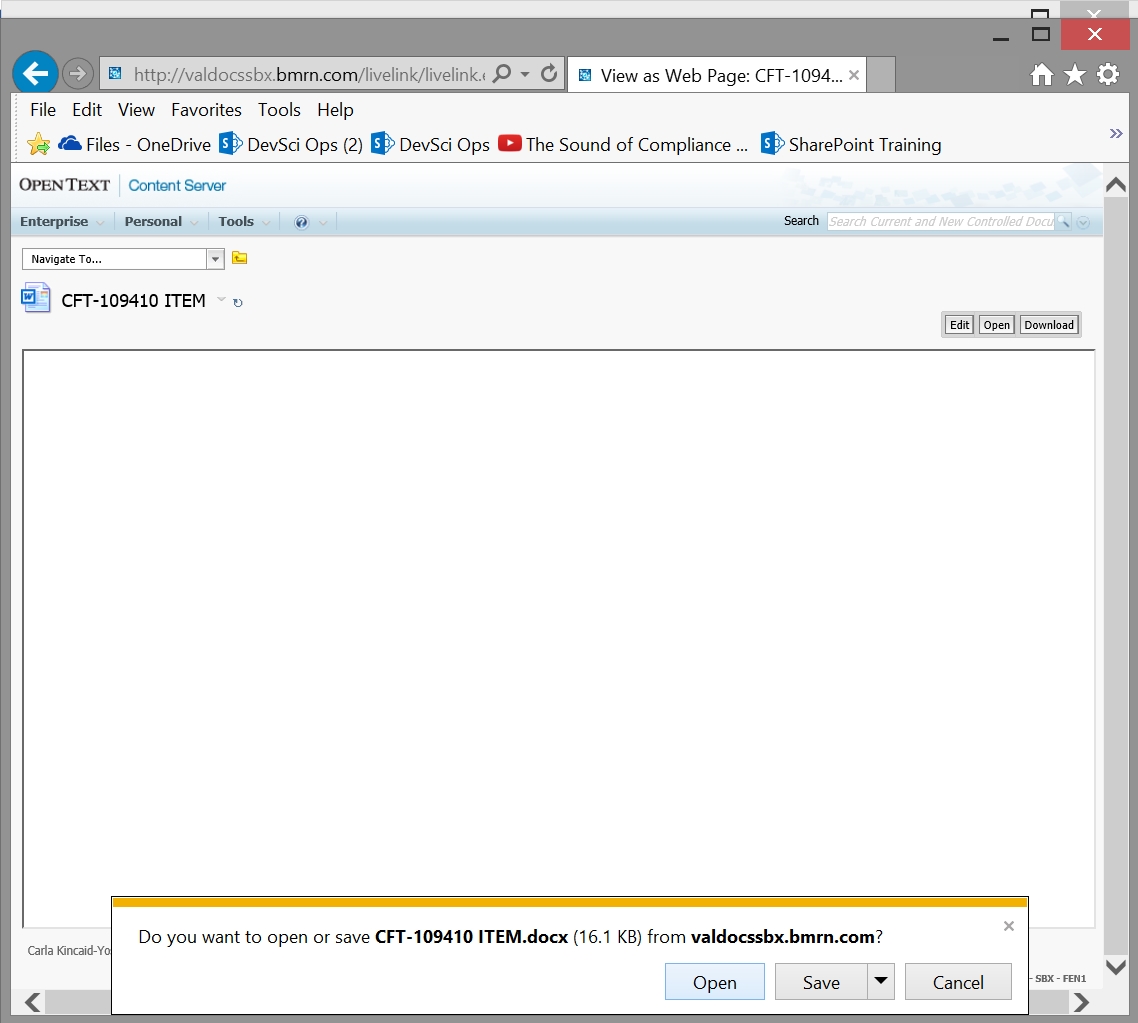 http://valdocssbx.bmrn.com/livelink/livelink.
View as Web Page: CFT-1094...
File Edit View Favorites Tools Help
Files - OneDrive DevSci Ops (2) DevSci Ops The Sound of Compliance ... SharePoint Training
OPENTEXT Content Server
Enterprise Personal Tools Search Search Current and New Controlled Docu
Navigate To...
CFT-109410 ITEM
Edit Open Download
Do you want to open or save CFT-109410 ITEM.docx (16.1 KB) from valdocssbx.bmrn.com?
Carla Kincaid-Yo
- SBX - FEN1
Open Save Cancel